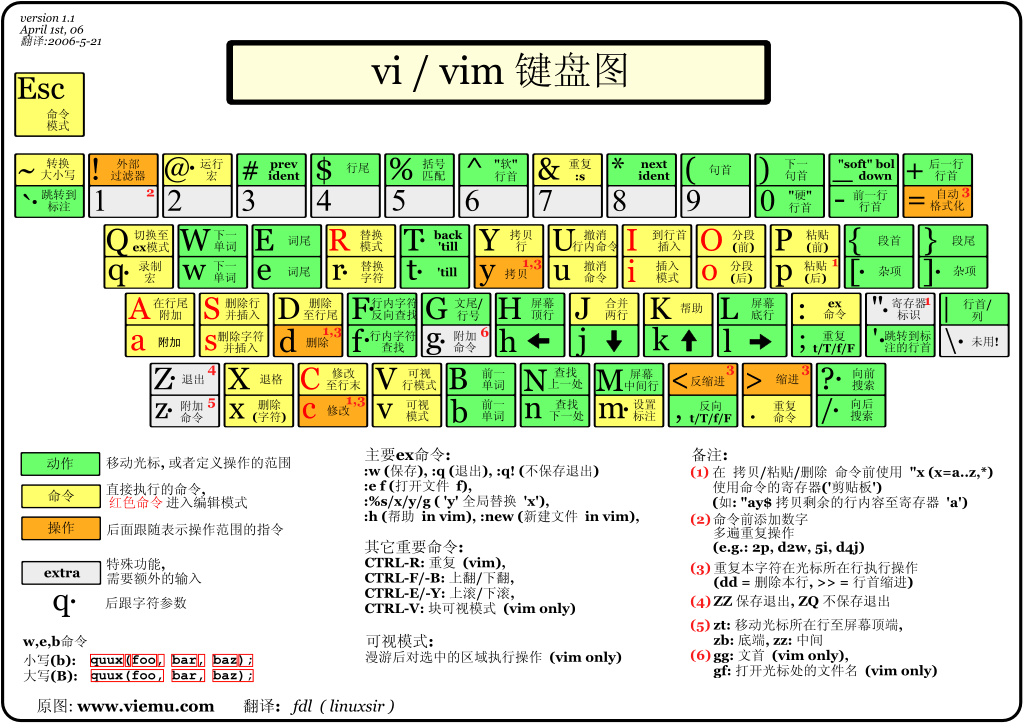 version 1.1
April 1st, 06
翻译:2006-5-21
vi / vim 键盘图
Esc
命令
模式
~ 转换
大小写
`· 跳转到
标注
! 外部
过滤器
1 2
@· 运行
宏
2
# prev
ident
3
$ 行尾
4
% 括号
匹配
5
^ "软"
行首
6
& 重复
:s
7
* next
ident
8
( 句首
9
) 下一
句首
0 "硬"
行首
"soft" bol
_ down
- 前一行
行首
+ 后一行
行首
= 自动 3
格式化
Q 切换至
ex模式
q· 录制
宏
W 下一
单词
w 下一
单词
E 词尾
e 词尾
R 替换
模式
r· 替换
字符
T· back
'till
t· 'till
Y 拷贝
行
y 拷贝 1,3
U 撤消
行内命令
u 撤消
命令
I 到行首
插入
i 插入
模式
O 分段
(前)
o 分段
(后)
P 粘贴
(前)
p 粘贴 1
(后)
{ 段首
[· 杂项
} 段尾
]· 杂项
A 在行尾
附加
a 附加
S 删除行
并插入
s 删除字符
并插入
D 删除
至行尾
d 删除 1,3
F· 行内字符
反向查找
f· 行内字符
查找
G 文尾/
行号
g· 附加 6
命令
H 屏幕
顶行
h ←
J 合并
两行
j ↓
K 帮助
k ↑
L 屏幕
底行
l →
: ex
命令
; 重复
t/T/f/F
"· 寄存器 1
标识
'· 跳转到标
注的行首
| 行首/
列
\· 未用!
Z· 退出 4
z· 附加 5
命令
X 退格
x 删除
(字符)
C 修改
至行末
c 修改 1,3
V 可视
行模式
v 可视
模式
B 前一
单词
b 前一
单词
N 查找
上一处
n 查找
下一处
M 屏幕
中间行
m· 设置
标注
< 反缩进 3
, 反向
t/T/f/F
> 缩进 3
. 重复
命令
?· 向前
搜索
/· 向后
搜索
动作 移动光标, 或者定义操作的范围
命令 直接执行的命令,
红色命令 进入编辑模式
操作 后面跟随表示操作范围的指令
extra 特殊功能,
需要额外的输入
q· 后跟字符参数
w,e,b命令
小写(b): quux(foo, bar, baz);
大写(B): quux(foo, bar, baz);
原图: www.viemu.com 翻译: fdl ( linuxsir )
主要ex命令:
:w (保存), :q (退出), :q! (不保存退出)
:e f (打开文件 f),
:%s/x/y/g ( 'y' 全局替换 'x'),
:h (帮助 in vim), :new (新建文件 in vim),
其它重要命令:
CTRL-R: 重复 (vim),
CTRL-F/-B: 上翻/下翻,
CTRL-E/-Y: 上滚/下滚,
CTRL-V: 块可视模式 (vim only)
可视模式:
漫游后对选中的区域执行操作 (vim only)
备注:
(1) 在 拷贝/粘贴/删除 命令前使用 "x (x=a..z,*)
使用命令的寄存器('剪贴板')
(如: "ay$ 拷贝剩余的行内容至寄存器 'a')
(2) 命令前添加数字
多遍重复操作
(e.g.: 2p, d2w, 5i, d4j)
(3) 重复本字符在光标所在行执行操作
(dd = 删除本行, >> = 行首缩进)
(4) ZZ 保存退出, ZQ 不保存退出
(5) zt: 移动光标所在行至屏幕顶端,
zb: 底端, zz: 中间
(6) gg: 文首 (vim only),
gf: 打开光标处的文件名 (vim only)